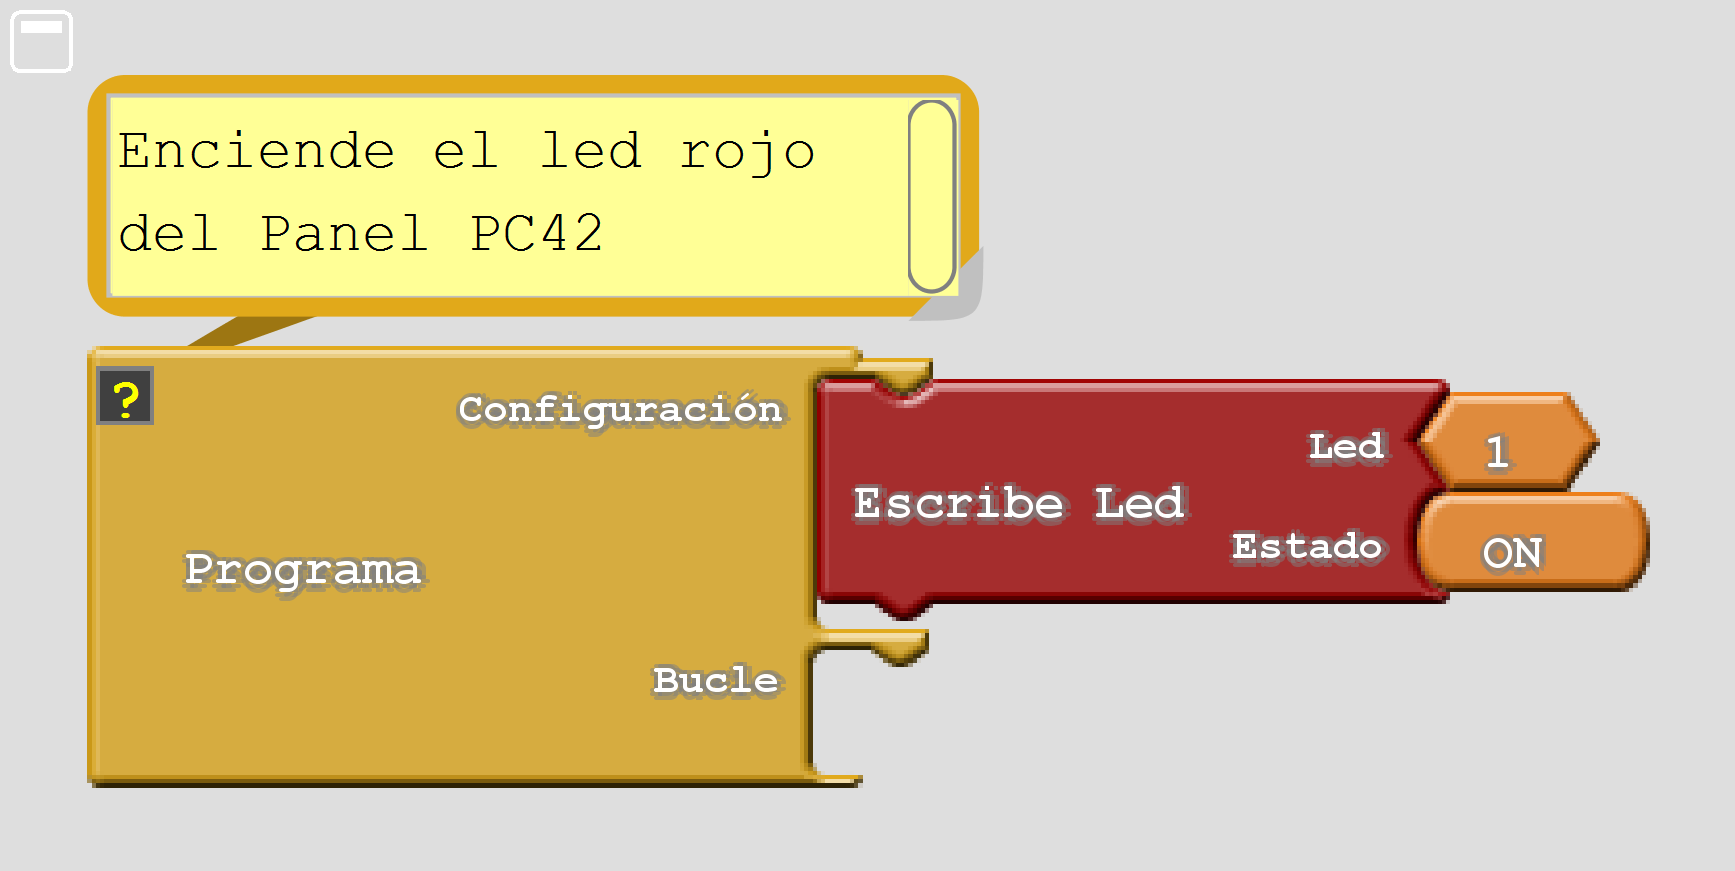 Enciende el led rojo
del Panel PC42
?
Configuración
Programa
Bucle
Escribe Led
Led
1
Estado
ON